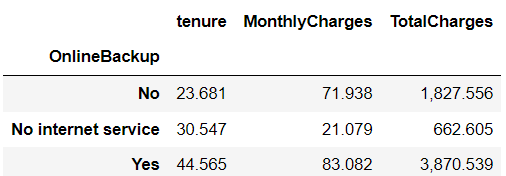 tenure MonthlyCharges TotalCharges
OnlineBackup
No 23.681 71.938 1,827.556
No internet service 30.547 21.079 662.605
Yes 44.565 83.082 3,870.539